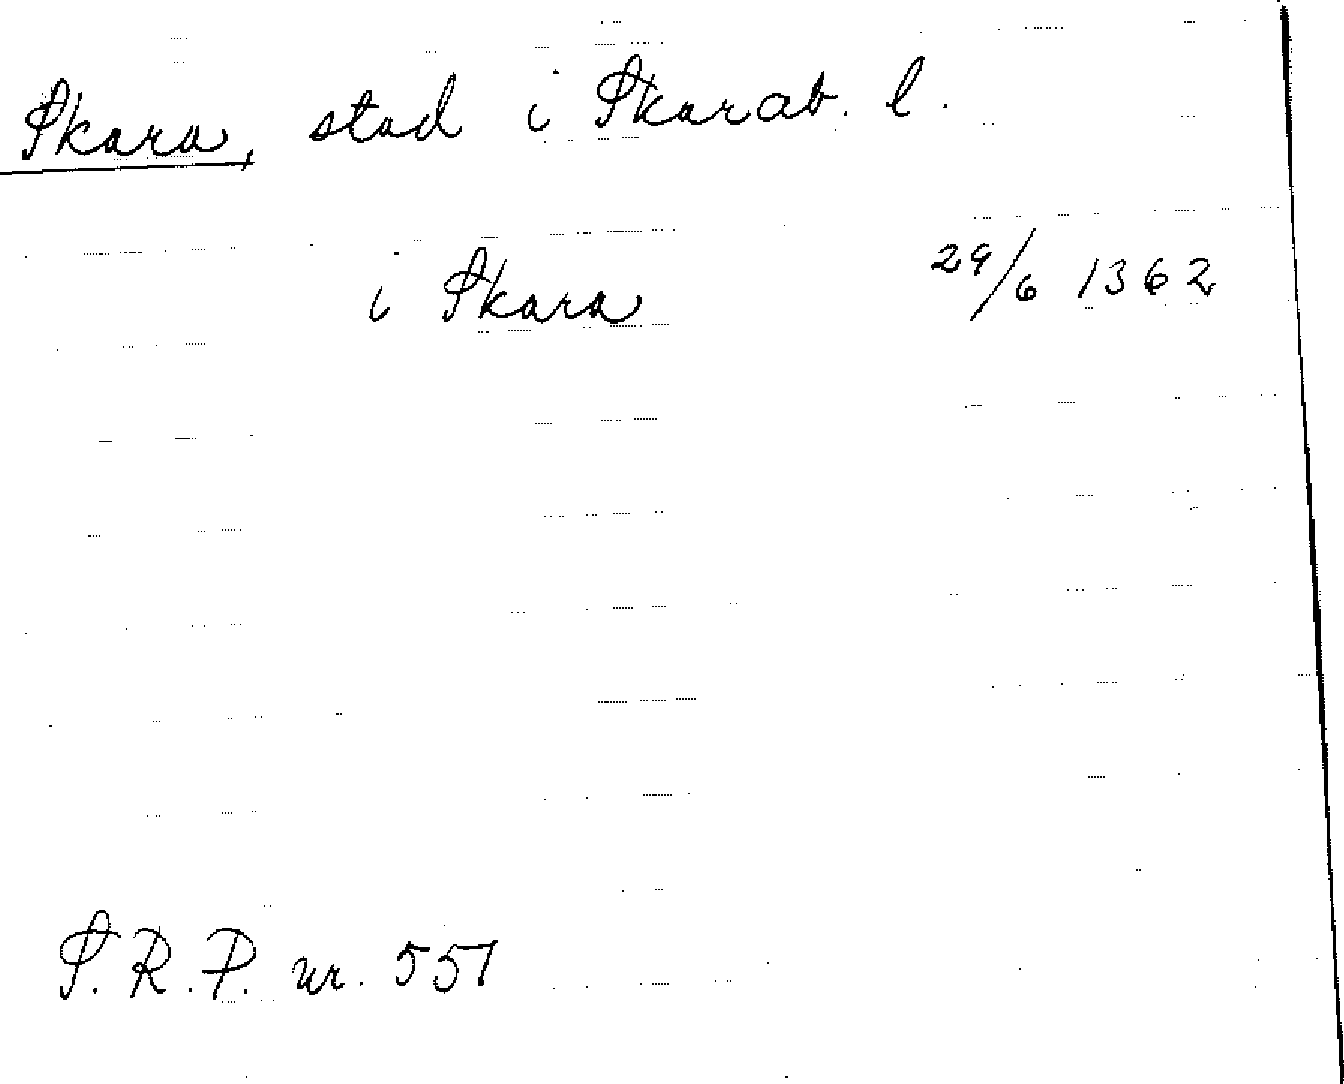 Skara, stad i Skarab. l.
i Skara 29/6 1362
S.R.P. nr. 557